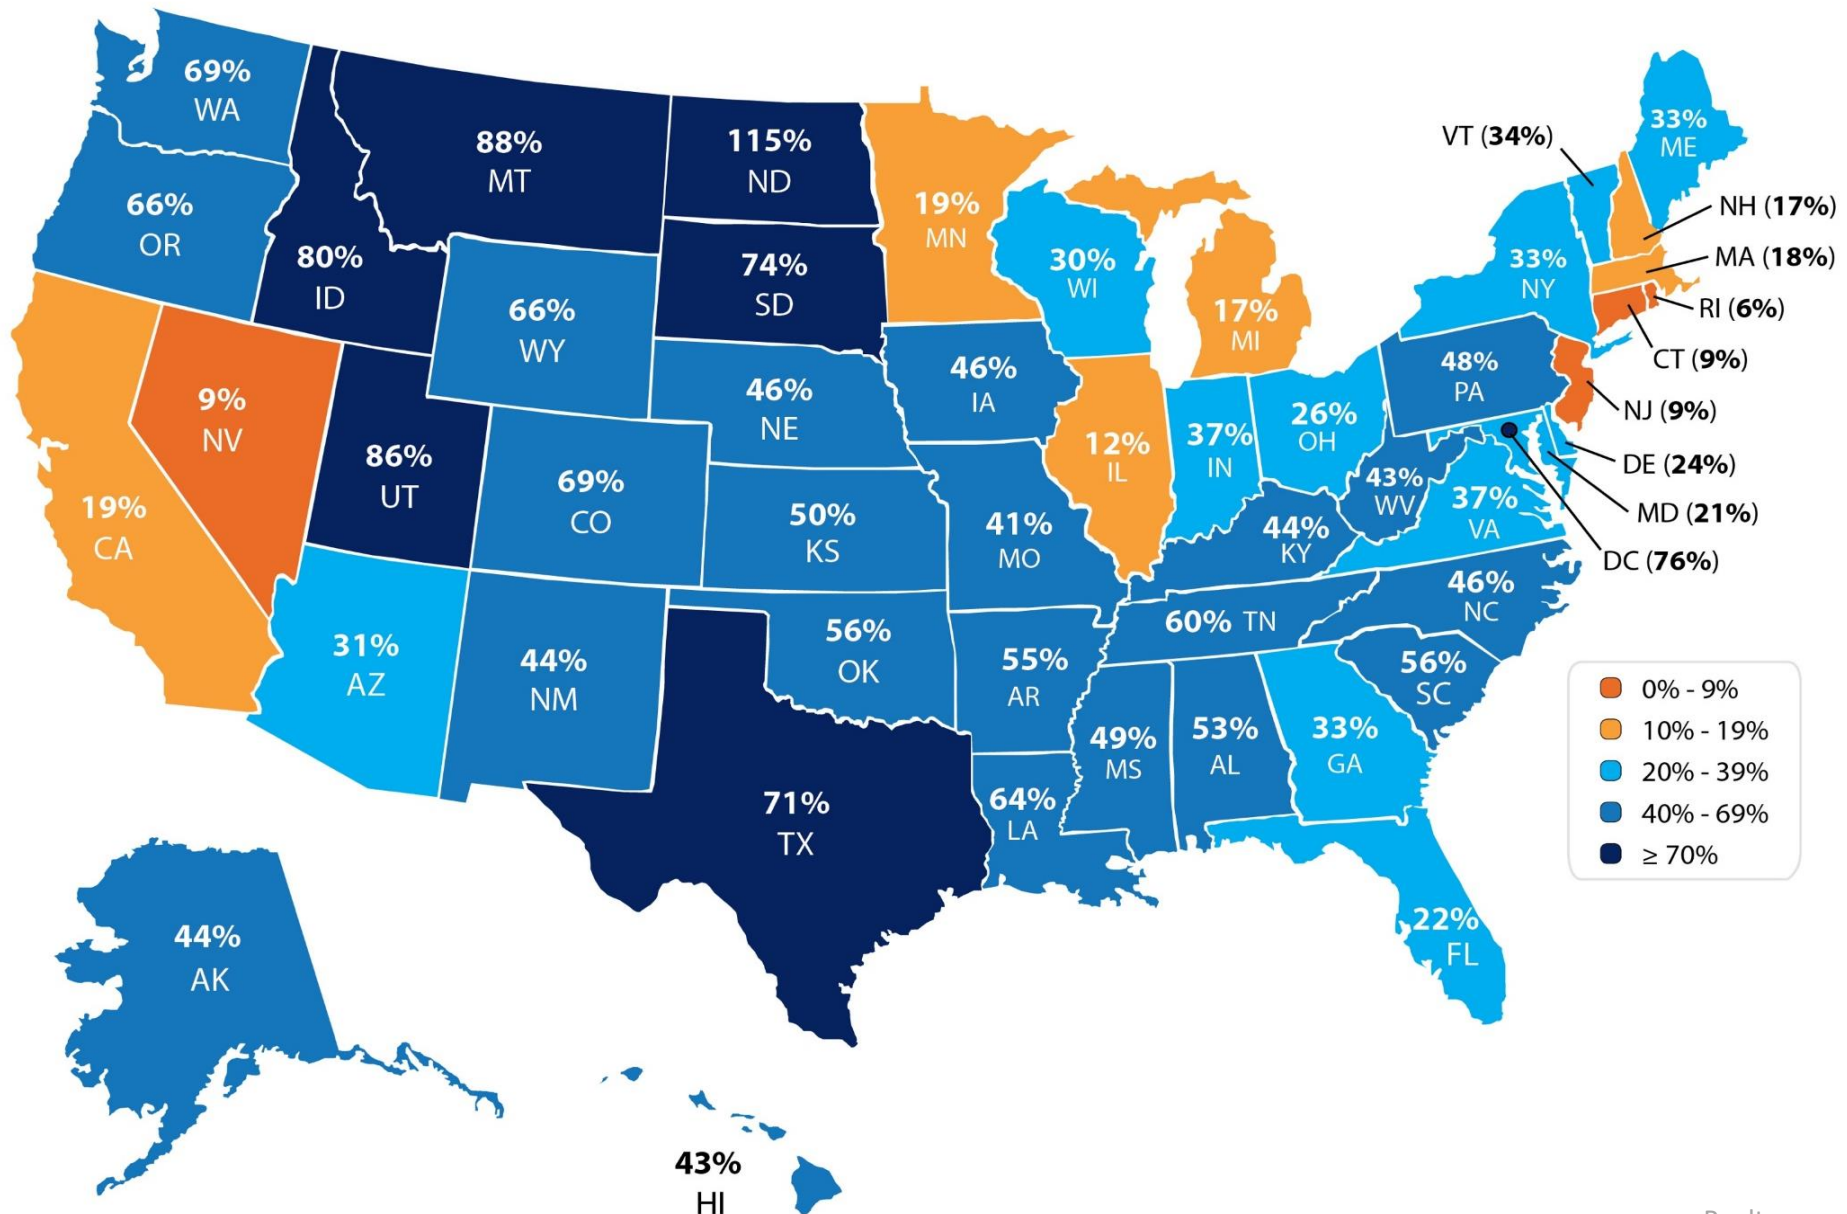 69%
WA
66%
OR
19%
CA
9%
NV
80%
ID
88%
MT
66%
WY
86%
UT
69%
CO
31%
AZ
44%
NM
115%
ND
74%
SD
46%
NE
50%
KS
56%
OK
71%
TX
19%
MN
46%
IA
41%
MO
55%
AR
64%
LA
30%
WI
12%
IL
17%
MI
37%
IN
26%
OH
44%
KY
60% TN
49%
MS
53%
AL
33%
GA
22%
FL
56%
SC
46%
NC
37%
VA
43%
WV
48%
PA
33%
NY
33%
ME
VT (34%)
NH (17%)
MA (18%)
RI (6%)
CT (9%)
NJ (9%)
DE (24%)
MD (21%)
DC (76%)
0% - 9%
10% - 19%
20% - 39%
40% - 69%
≥ 70%
44%
AK
43%
HI